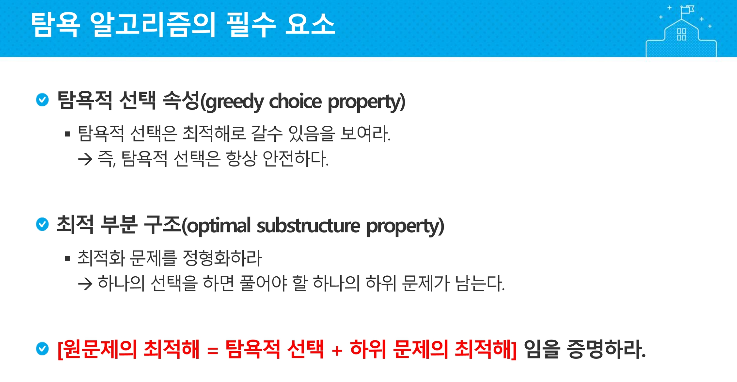 탐욕 알고리즘의 필수 요소
탐욕적 선택 속성(greedy choice property)
▪ 탐욕적 선택은 최적해로 갈수 있음을 보여라.
→ 즉, 탐욕적 선택은 항상 안전하다.
최적 부분 구조(optimal substructure property)
▪ 최적화 문제를 정형화하라
→ 하나의 선택을 하면 풀어야 할 하나의 하위 문제가 남는다.
[원문제의 최적해 = 탐욕적 선택 + 하위 문제의 최적해] 임을 증명하라.